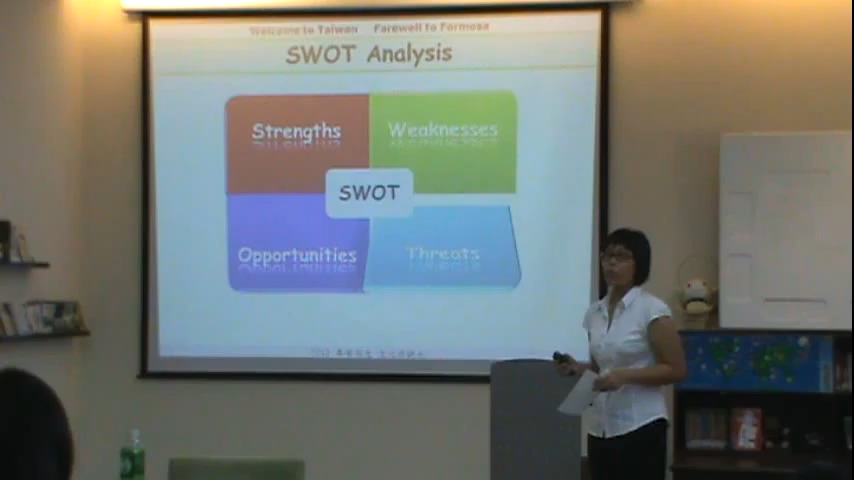 Welcome to Taiwan Farewell to Formosa
SWOT Analysis
Strengths
Weaknesses
SWOT
Opportunities
Threats